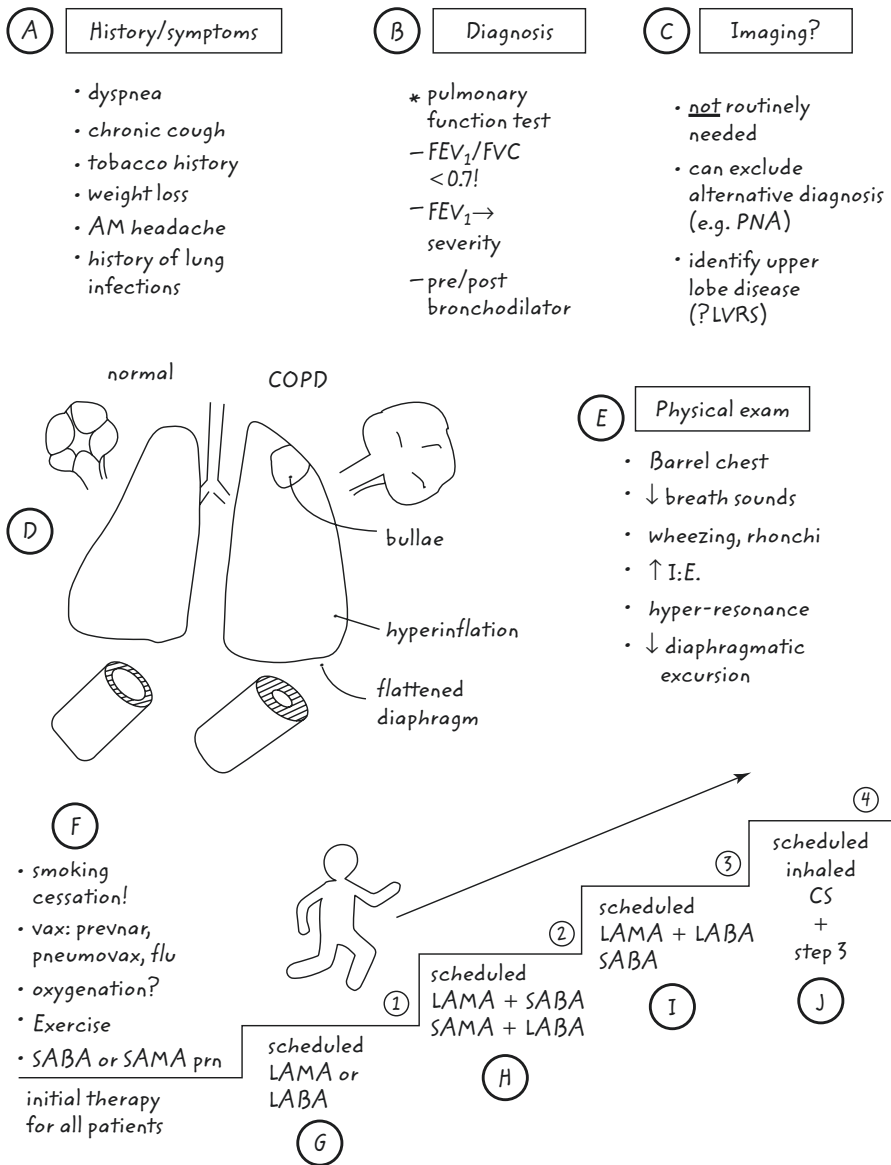 A
History/symptoms
• dyspnea
• chronic cough
• tobacco history
• weight loss
• AM headache
• history of lung
infections
B
Diagnosis
* pulmonary
function test
– FEV₁/FVC
<0.7!
– FEV₁→
severity
– pre/post
bronchodilator
C
Imaging?
• not routinely
needed
• can exclude
alternative diagnosis
(e.g. PNA)
• identify upper
lobe disease
(?LVRS)
D
normal
COPD
bullae
hyperinflation
flattened
diaphragm
E
Physical exam
• Barrel chest
• ↓ breath sounds
• wheezing, rhonchi
• ↑ I:E.
• hyper-resonance
• ↓ diaphragmatic
excursion
F
• smoking
cessation!
• vax: prevnar,
pneumovax, flu
• oxygenation?
• Exercise
• SABA or SAMA prn
initial therapy
for all patients
1
scheduled
LAMA or
LABA
G
2
scheduled
LAMA + SABA
SAMA + LABA
H
3
scheduled
LAMA + LABA
SABA
I
4
scheduled
inhaled
CS
+
step 3
J